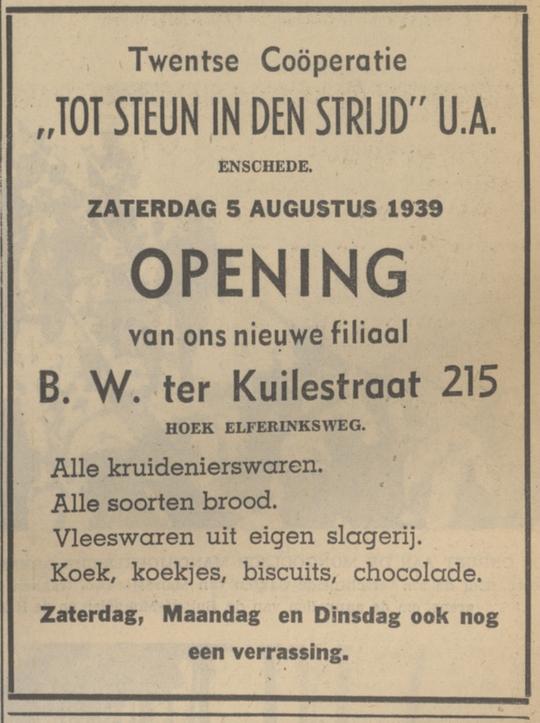 Twentse Coöperatie
„TOT STEUN IN DEN STRIJD” U.A.
ENSCHEDE.
ZATERDAG 5 AUGUSTUS 1939
OPENING
van ons nieuwe filiaal
B. W. ter Kuilestraat 215
HOEK ELFERINKSWEG.
Alle kruidenierswaren.
Alle soorten brood.
Vleeswaren uit eigen slagerij.
Koek, koekjes, biscuits, chocolade.
Zaterdag, Maandag en Dinsdag ook nog
een verrassing.